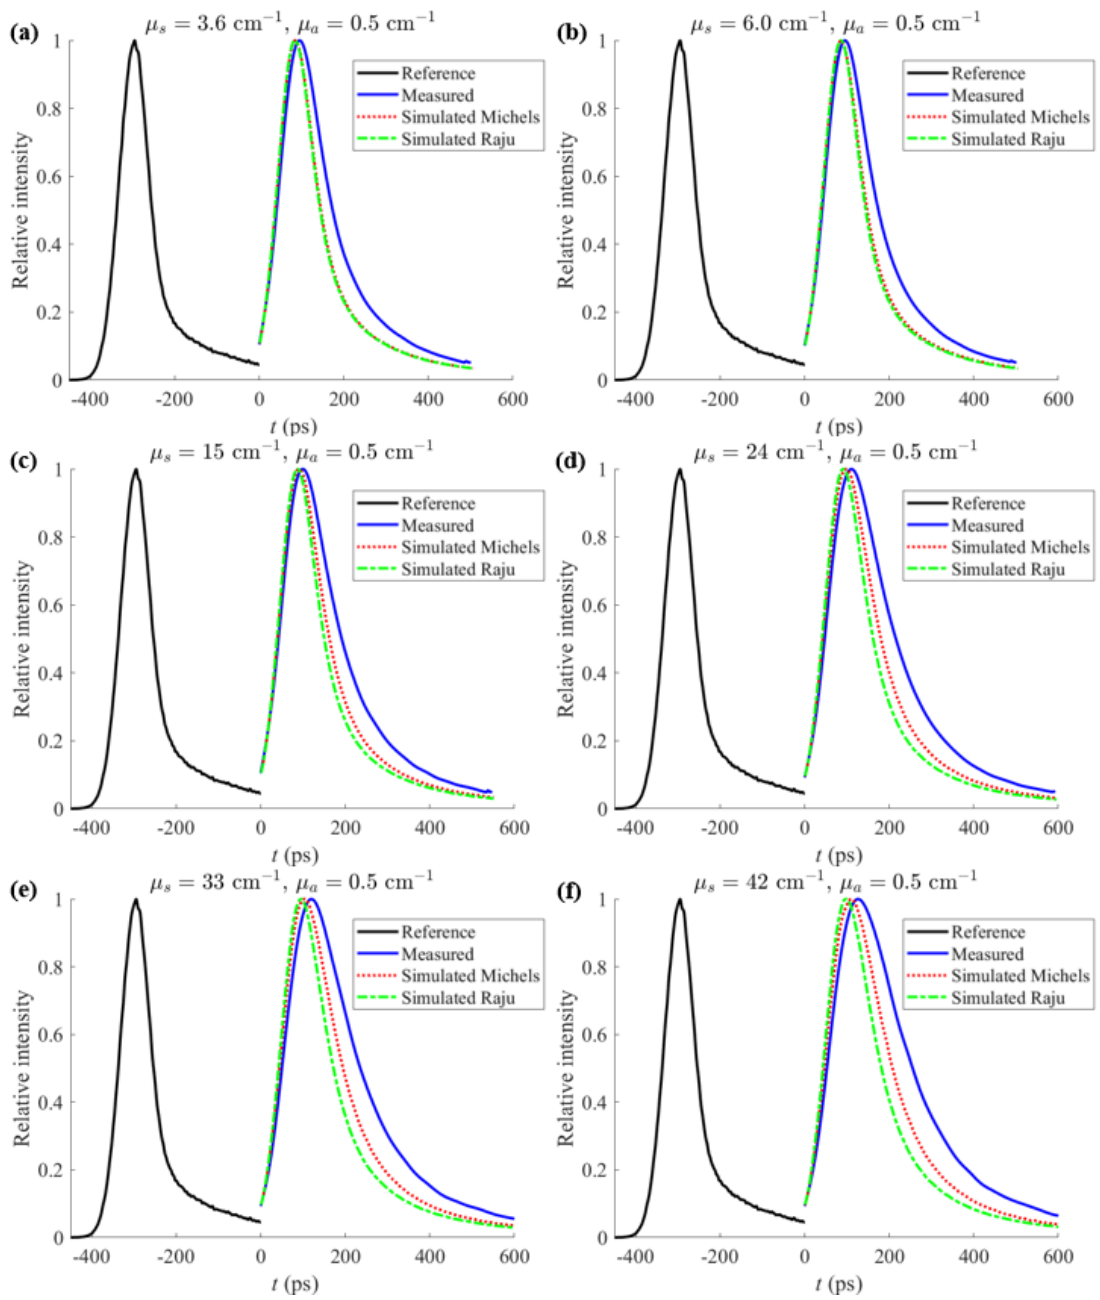 (a) μs = 3.6 cm⁻¹, μa = 0.5 cm⁻¹
1
0.8
0.6
0.4
0.2
0
Relative intensity
Reference
Measured
Simulated Michels
Simulated Raju
-400 -200 0 200 400 600
t (ps)
(b) μs = 6.0 cm⁻¹, μa = 0.5 cm⁻¹
1
0.8
0.6
0.4
0.2
0
Relative intensity
Reference
Measured
Simulated Michels
Simulated Raju
-400 -200 0 200 400 600
t (ps)
(c) μs = 15 cm⁻¹, μa = 0.5 cm⁻¹
1
0.8
0.6
0.4
0.2
0
Relative intensity
Reference
Measured
Simulated Michels
Simulated Raju
-400 -200 0 200 400 600
t (ps)
(d) μs = 24 cm⁻¹, μa = 0.5 cm⁻¹
1
0.8
0.6
0.4
0.2
0
Relative intensity
Reference
Measured
Simulated Michels
Simulated Raju
-400 -200 0 200 400 600
t (ps)
(e) μs = 33 cm⁻¹, μa = 0.5 cm⁻¹
1
0.8
0.6
0.4
0.2
0
Relative intensity
Reference
Measured
Simulated Michels
Simulated Raju
-400 -200 0 200 400 600
t (ps)
(f) μs = 42 cm⁻¹, μa = 0.5 cm⁻¹
1
0.8
0.6
0.4
0.2
0
Relative intensity
Reference
Measured
Simulated Michels
Simulated Raju
-400 -200 0 200 400 600
t (ps)